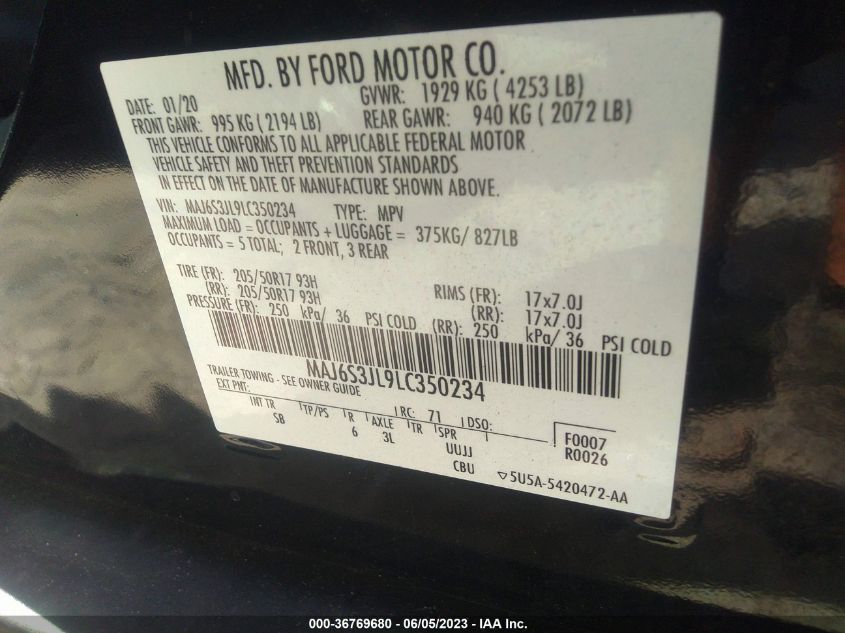 MFD. BY FORD MOTOR CO.
DATE: 01/20 GVWR: 1929 KG ( 4253 LB)
FRONT GAWR: 995 KG ( 2194 LB) REAR GAWR: 940 KG ( 2072 LB)
THIS VEHICLE CONFORMS TO ALL APPLICABLE FEDERAL MOTOR
VEHICLE SAFETY AND THEFT PREVENTION STANDARDS
IN EFFECT ON THE DATE OF MANUFACTURE SHOWN ABOVE.
VIN: MAJ6S3JL9LC350234 TYPE: MPV
MAXIMUM LOAD = OCCUPANTS + LUGGAGE = 375KG/ 827LB
OCCUPANTS = 5 TOTAL; 2 FRONT, 3 REAR
TIRE (FR): 205/50R17 93H RIMS (FR): 17x7.0J
(RR): 205/50R17 93H (RR): 17x7.0J
PRESSURE (FR): 250 kPa/ 36 PSI COLD (RR): 250 kPa/ 36 PSI COLD
MAJ6S3JL9LC350234
TRAILER TOWING - SEE OWNER GUIDE
EXT PNT: RC: 71 DSO:
INT TR TP/PS R AXLE TR SPR
SB 6 3L UUJJ
CBU
F0007
R0026
▽5U5A-5420472-AA
000-36769680 - 06/05/2023 - IAA Inc.